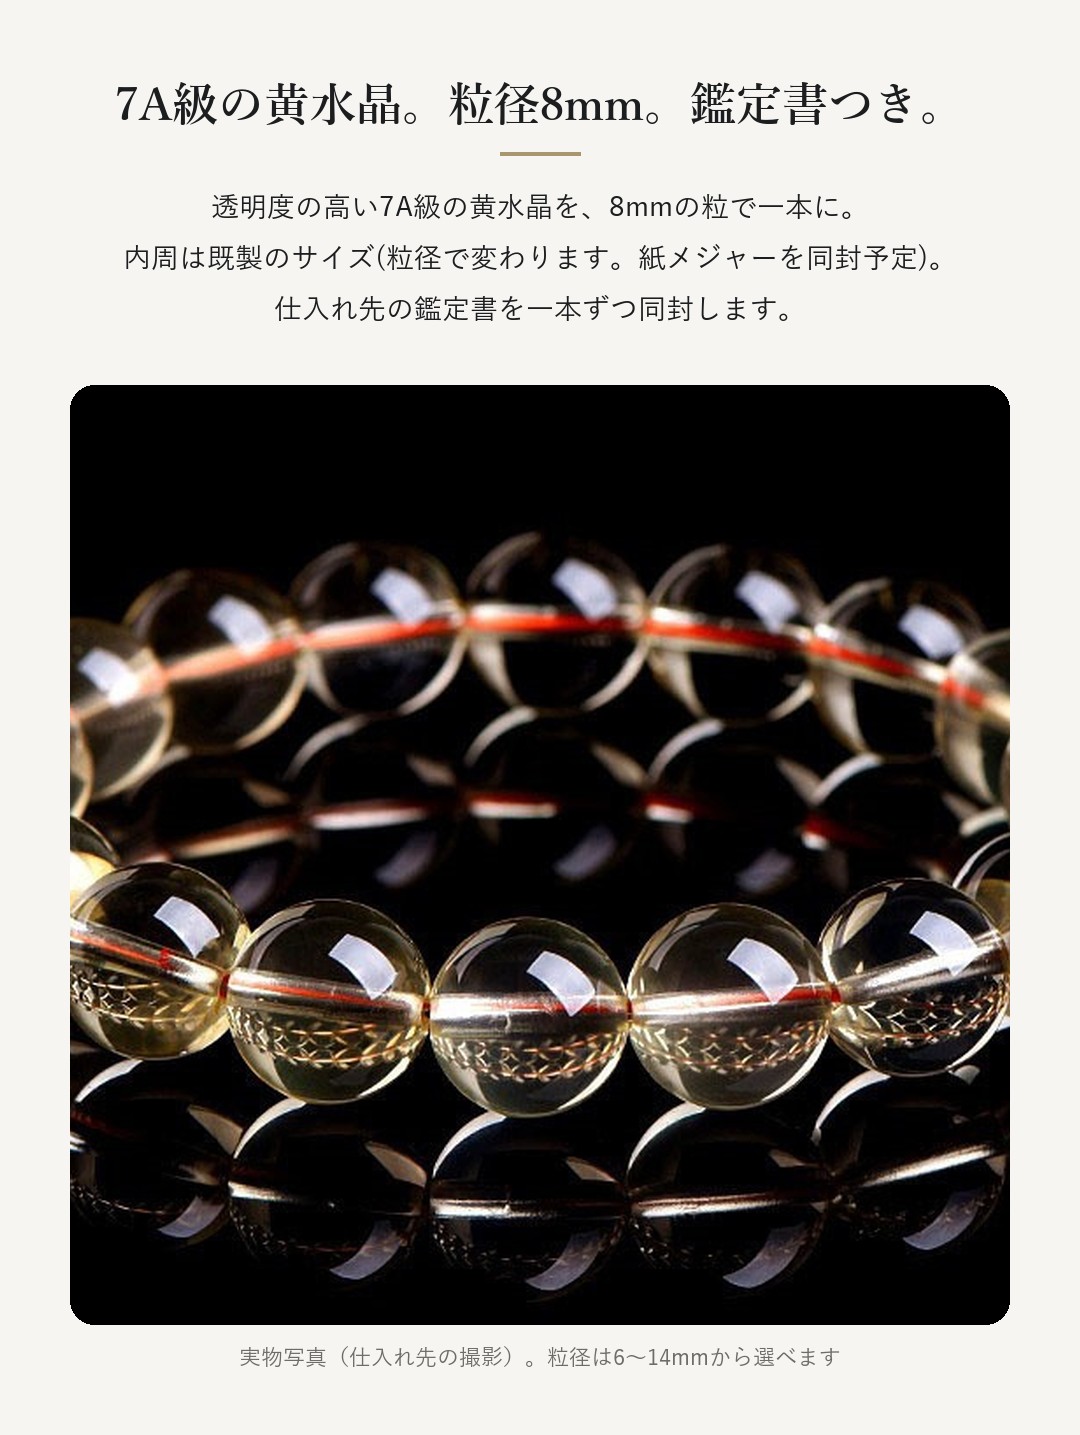 7A級の黄水晶。粒径8mm。鑑定書つき。
透明度の高い7A級の黄水晶を、8mmの粒で一本に。
内周は既製のサイズ(粒径で変わります。紙メジャーを同封予定)。
仕入れ先の鑑定書を一本ずつ同封します。
実物写真（仕入れ先の撮影）。粒径は6〜14mmから選べます